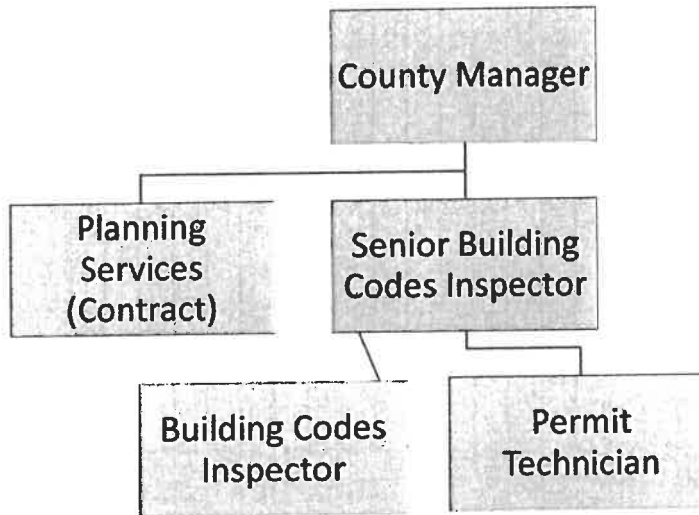 County Manager
Planning
Services
(Contract)
Senior Building
Codes Inspector
Building Codes
Inspector
Permit
Technician